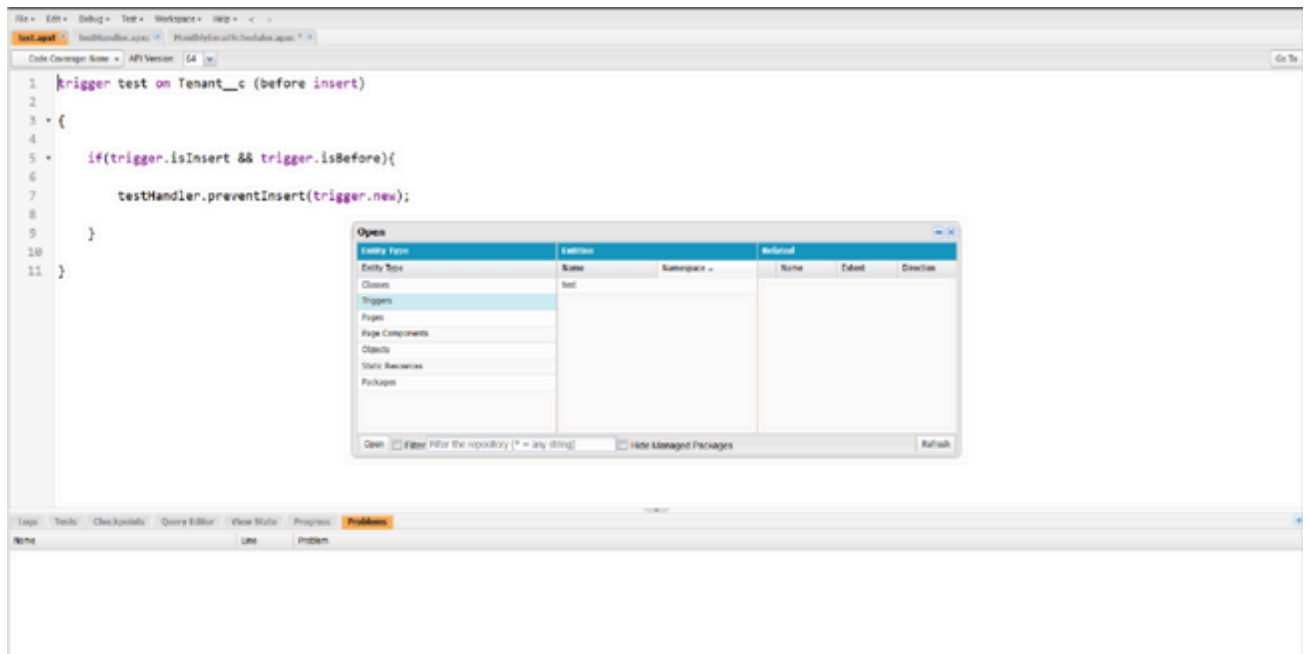 File Edit Debug Test Workspace Help < >
test.apxt testHandler.apxc MonthlyEmailScheduler.apxc *
Code Coverage: None API Version: 64 Go To
1 trigger test on Tenant__c (before insert)
2
3 {
4
5 if(trigger.isInsert && trigger.isBefore){
6
7 testHandler.preventInsert(trigger.new);
8
9 }
10
11 }
Open
Entity Type Entities Related
Entity Type Name Namespace Name Extent Direction
Classes test
Triggers
Pages
Page Components
Objects
Static Resources
Packages
Open Filter Filter the repository (* = any string) Hide Managed Packages Refresh
Logs Tests Checkpoints Query Editor View State Progress Problems
Name Line Problem